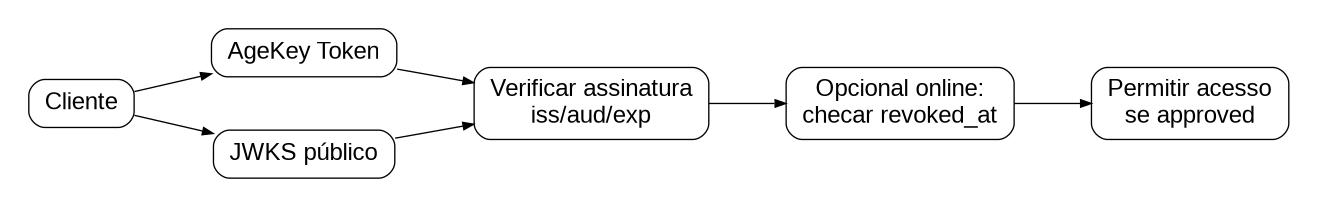 Cliente
AgeKey Token
JWKS público
Verificar assinatura
iss/aud/exp
Opcional online:
checar revoked_at
Permitir acesso
se approved